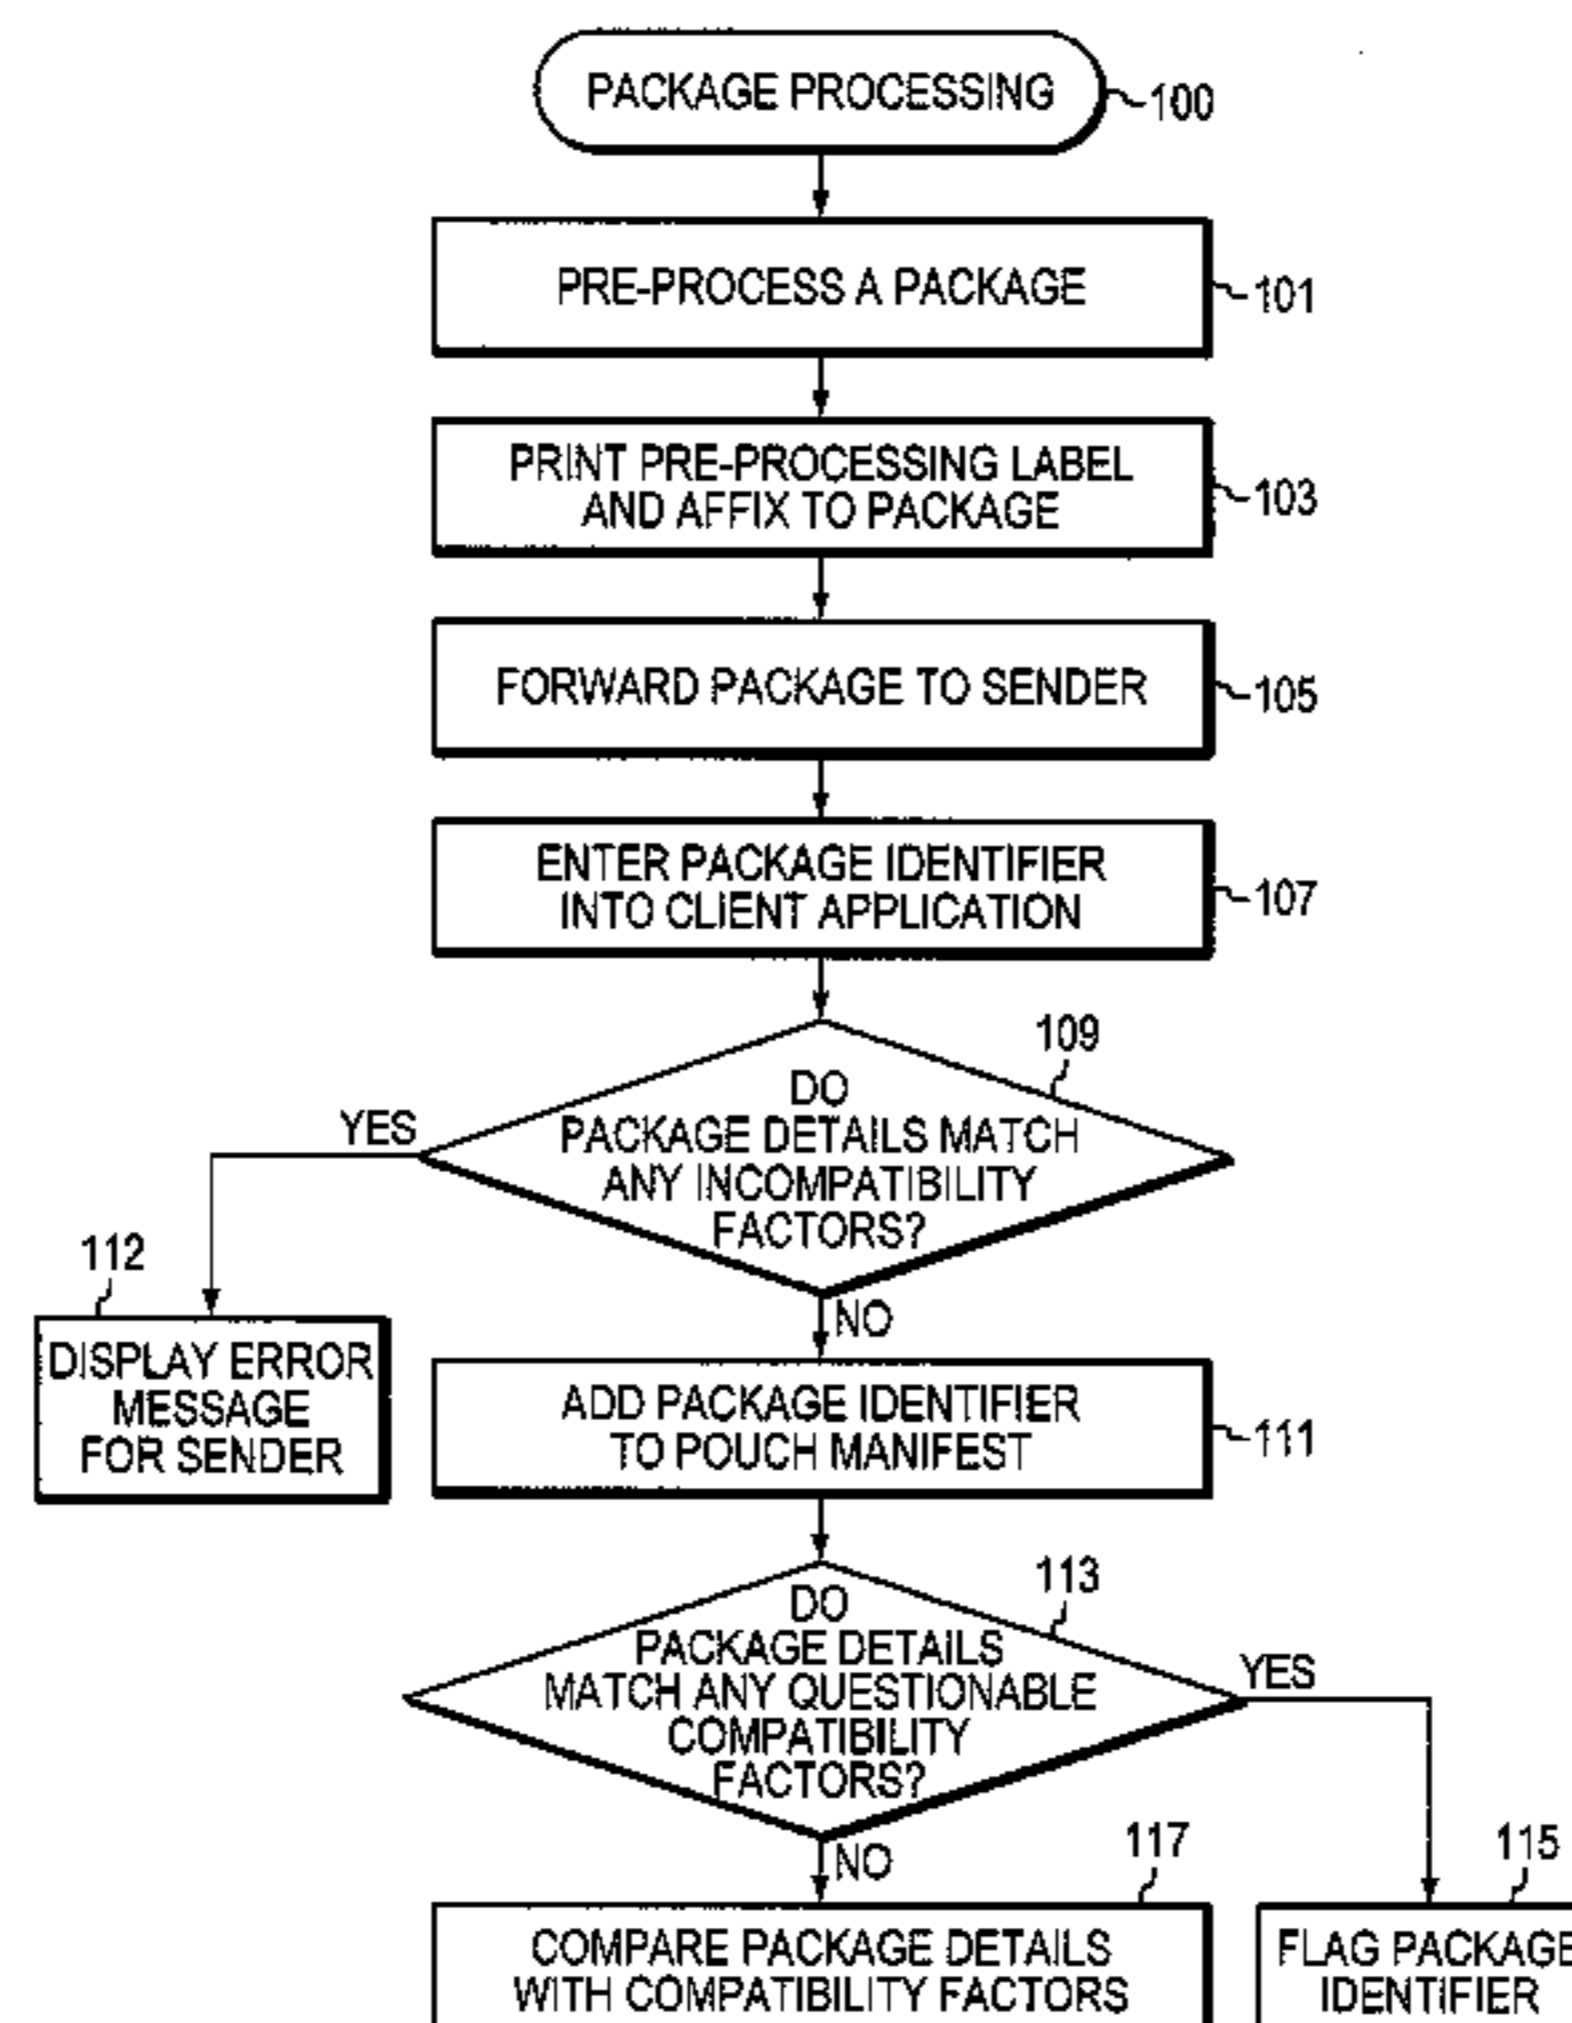 PACKAGE PROCESSING
100
PRE-PROCESS A PACKAGE
101
PRINT PRE-PROCESSING LABEL
AND AFFIX TO PACKAGE
103
FORWARD PACKAGE TO SENDER
105
ENTER PACKAGE IDENTIFIER
INTO CLIENT APPLICATION
107
109
DO
PACKAGE DETAILS MATCH
ANY INCOMPATIBILITY
FACTORS?
YES
NO
112
DISPLAY ERROR
MESSAGE
FOR SENDER
ADD PACKAGE IDENTIFIER
TO POUCH MANIFEST
111
113
DO
PACKAGE DETAILS
MATCH ANY QUESTIONABLE
COMPATIBILITY
FACTORS?
YES
NO
117
COMPARE PACKAGE DETAILS
WITH COMPATIBILITY FACTORS
115
FLAG PACKAGE
IDENTIFIER